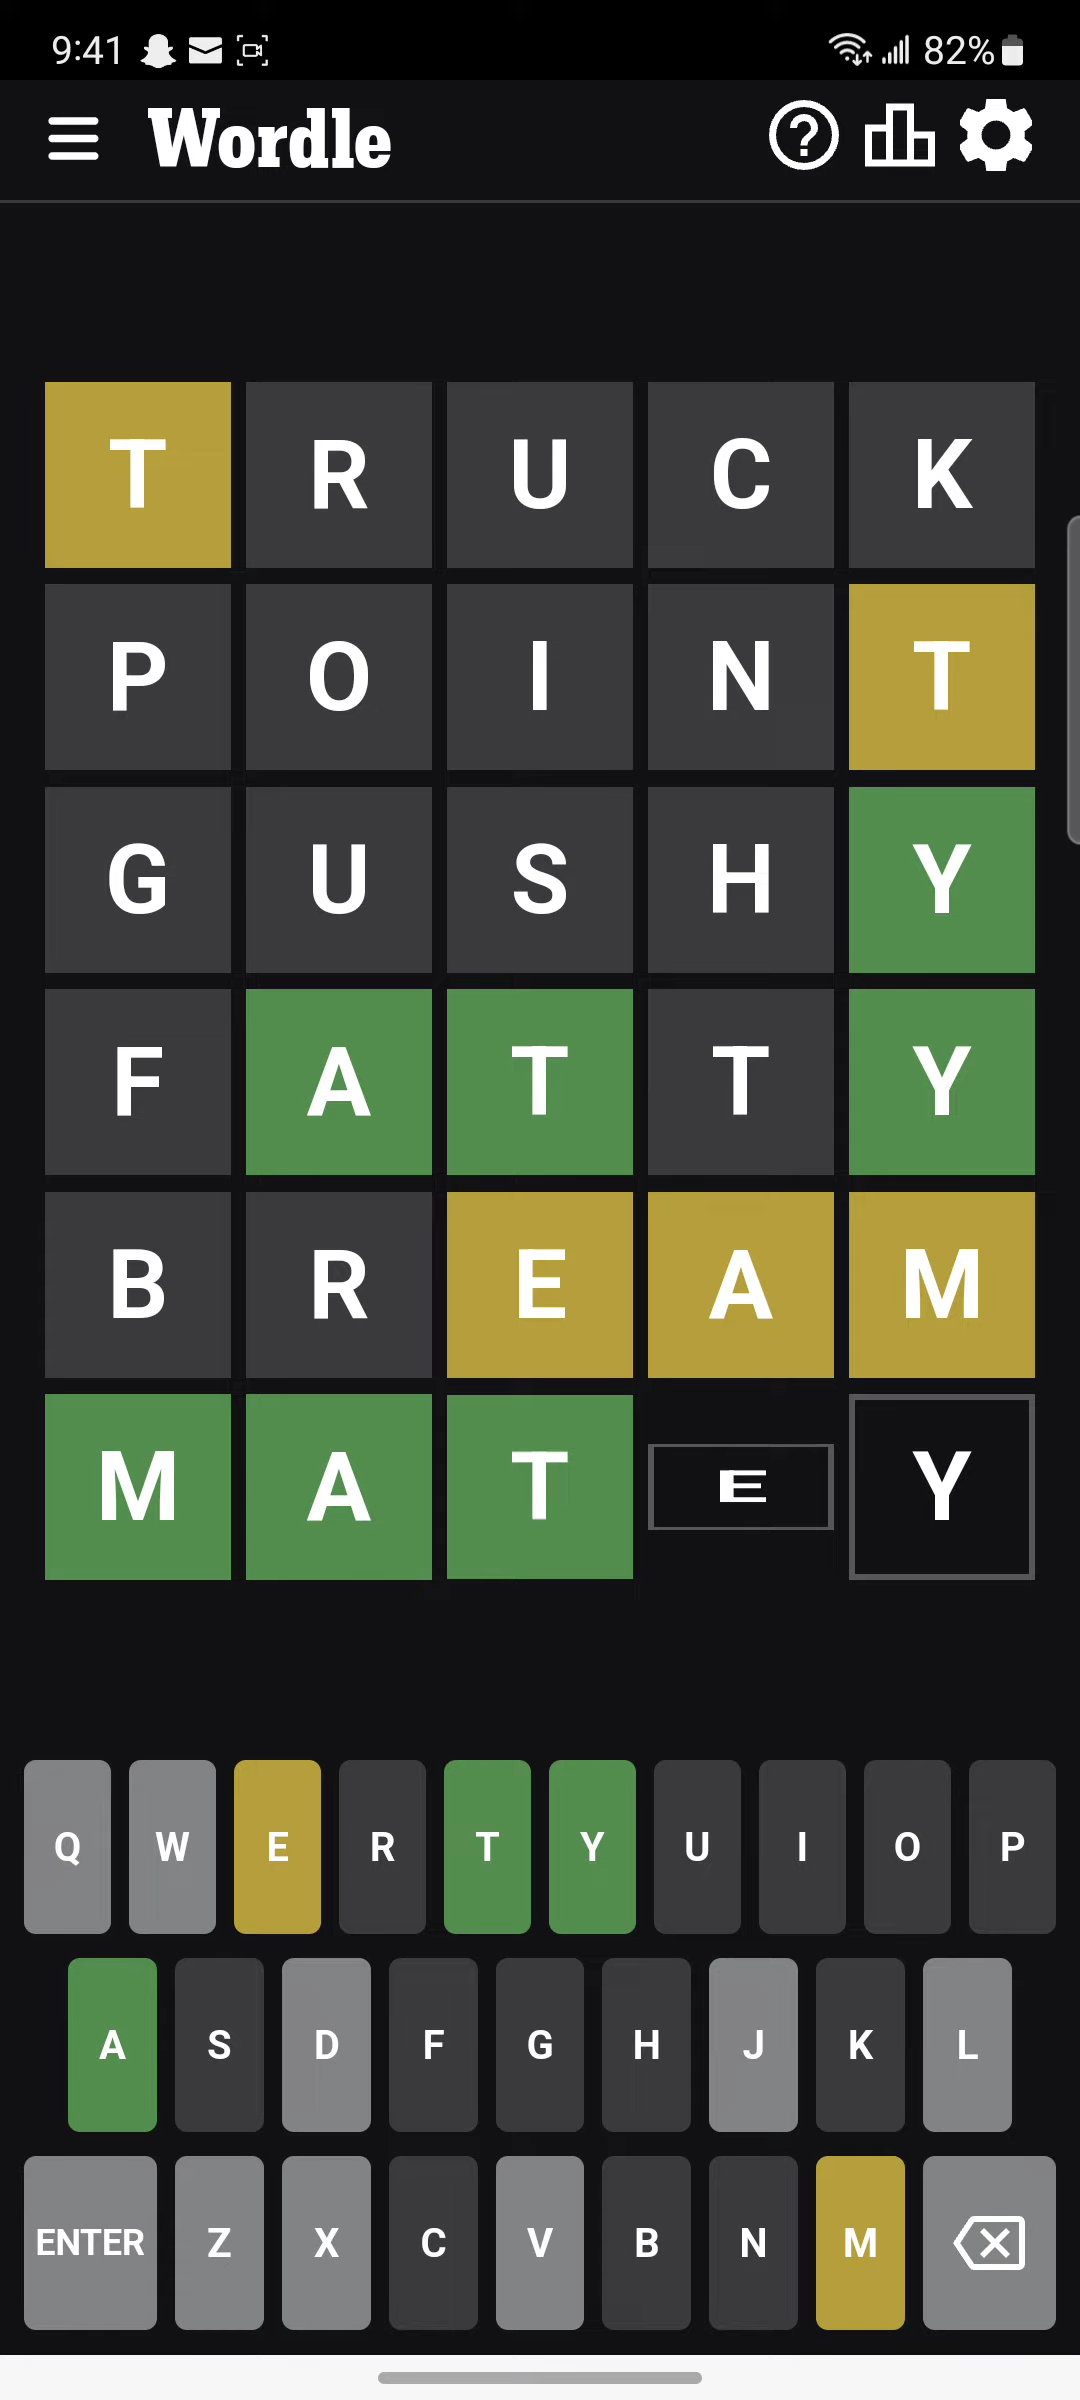 9:41 82%
Wordle
T R U C K
P O I N T
G U S H Y
F A T T Y
B R E A M
M A T E Y
Q W E R T Y U I O P
A S D F G H J K L
ENTER Z X C V B N M